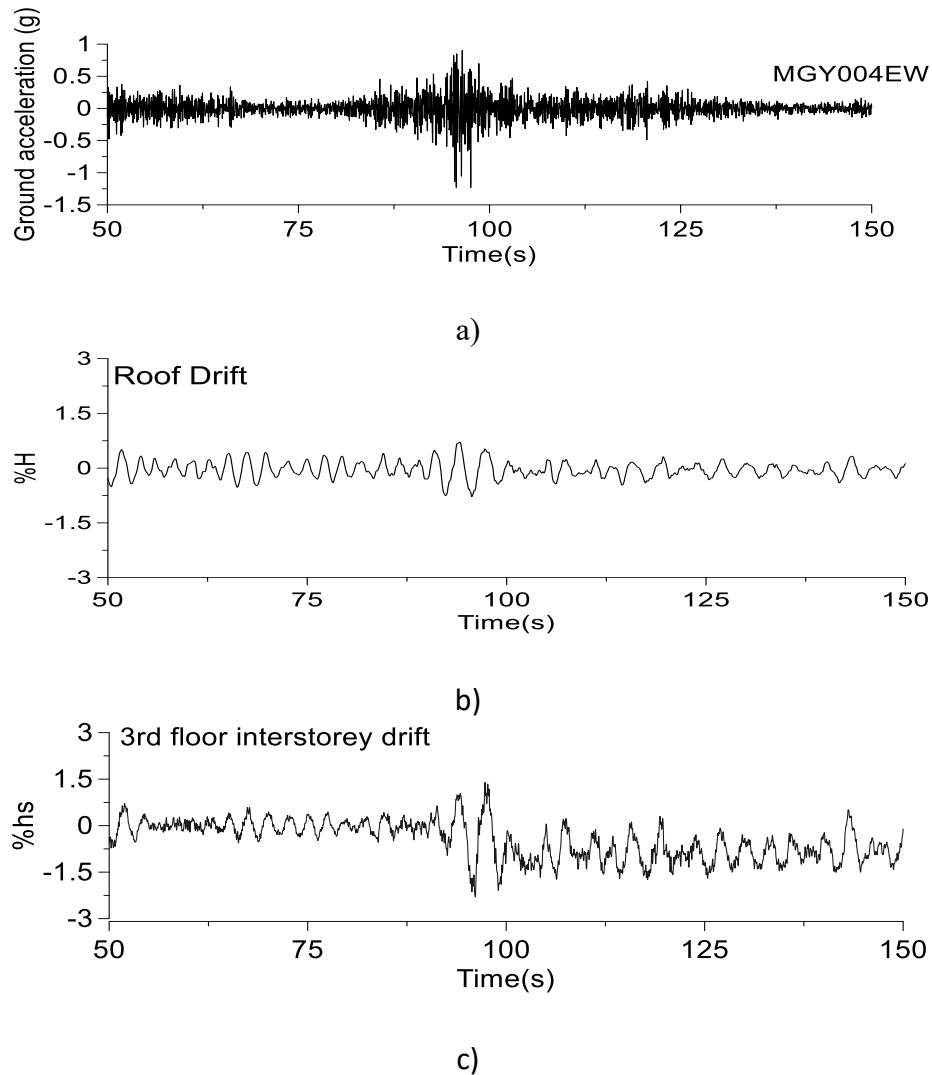 Ground acceleration (g)
1
0.5
0
-0.5
-1
-1.5
MGY004EW
50 75 100 125 150
Time(s)
a)
%H
3
1.5
0
-1.5
-3
Roof Drift
50 75 100 125 150
Time(s)
b)
%hs
3
1.5
0
-1.5
-3
3rd floor interstorey drift
50 75 100 125 150
Time(s)
c)